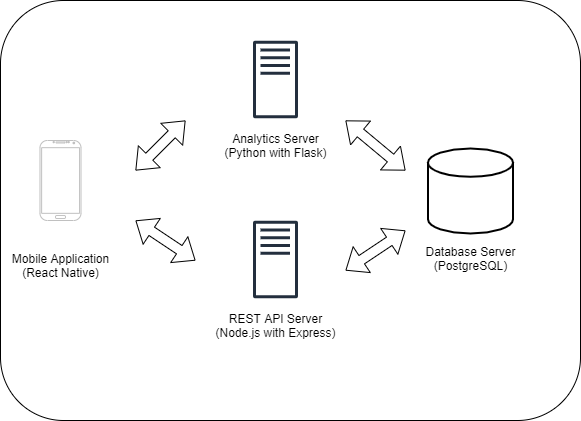 Analytics Server
(Python with Flask)
Mobile Application
(React Native)
Database Server
(PostgreSQL)
REST API Server
(Node.js with Express)